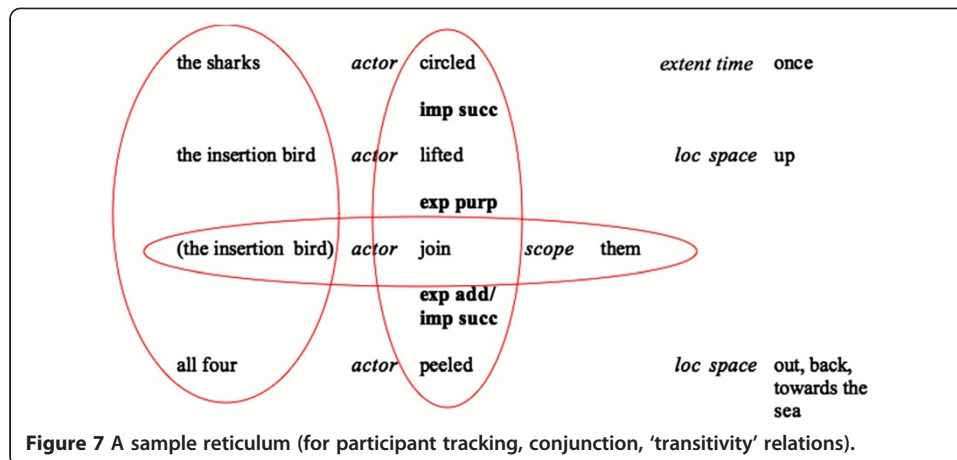 the sharks actor circled extent time once
imp succ
the insertion bird actor lifted loc space up
exp purp
(the insertion bird) actor join scope them
exp add/
imp succ
all four actor peeled loc space out, back,
towards the
sea
Figure 7 A sample reticulum (for participant tracking, conjunction, ‘transitivity’ relations).